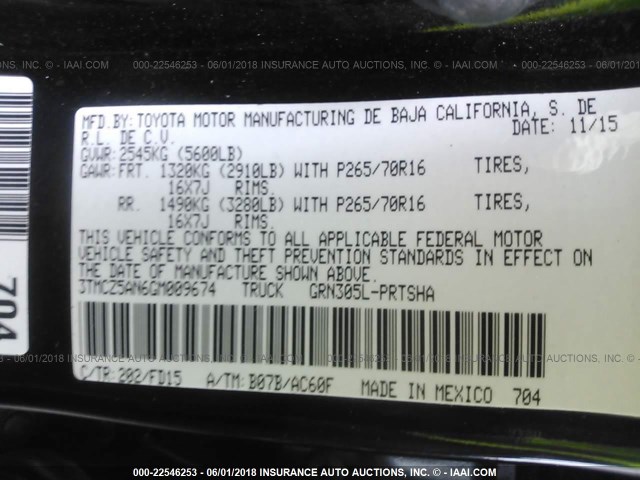 000-22546253 - 06/01/2018 INSURANCE AUTO AUCTIONS, INC. - © IAAI.COM
MFD.BY:TOYOTA MOTOR MANUFACTURING DE BAJA CALIFORNIA, S. DE
R.L. DE C.V.
DATE: 11/15
GVWR:2545KG (5600LB)
GAWR:FRT. 1320KG (2910LB) WITH P265/70R16 TIRES,
16X7J RIMS.
RR. 1490KG (3280LB) WITH P265/70R16 TIRES,
16X7J RIMS.
THIS VEHICLE CONFORMS TO ALL APPLICABLE FEDERAL MOTOR
VEHICLE SAFETY AND THEFT PREVENTION STANDARDS IN EFFECT ON
THE DATE OF MANUFACTURE SHOWN ABOVE.
3TMCZ5AN6GM009674 TRUCK GRN305L-PRTSHA
C/TR:202/FD15 A/TM:B07B/AC60F MADE IN MEXICO 704
704
000-22546253 - 06/01/2018 INSURANCE AUTO AUCTIONS, INC. - © IAAI.COM
000-22546253 - 06/01/2018 INSURANCE AUTO AUCTIONS, INC. - © IAAI.COM